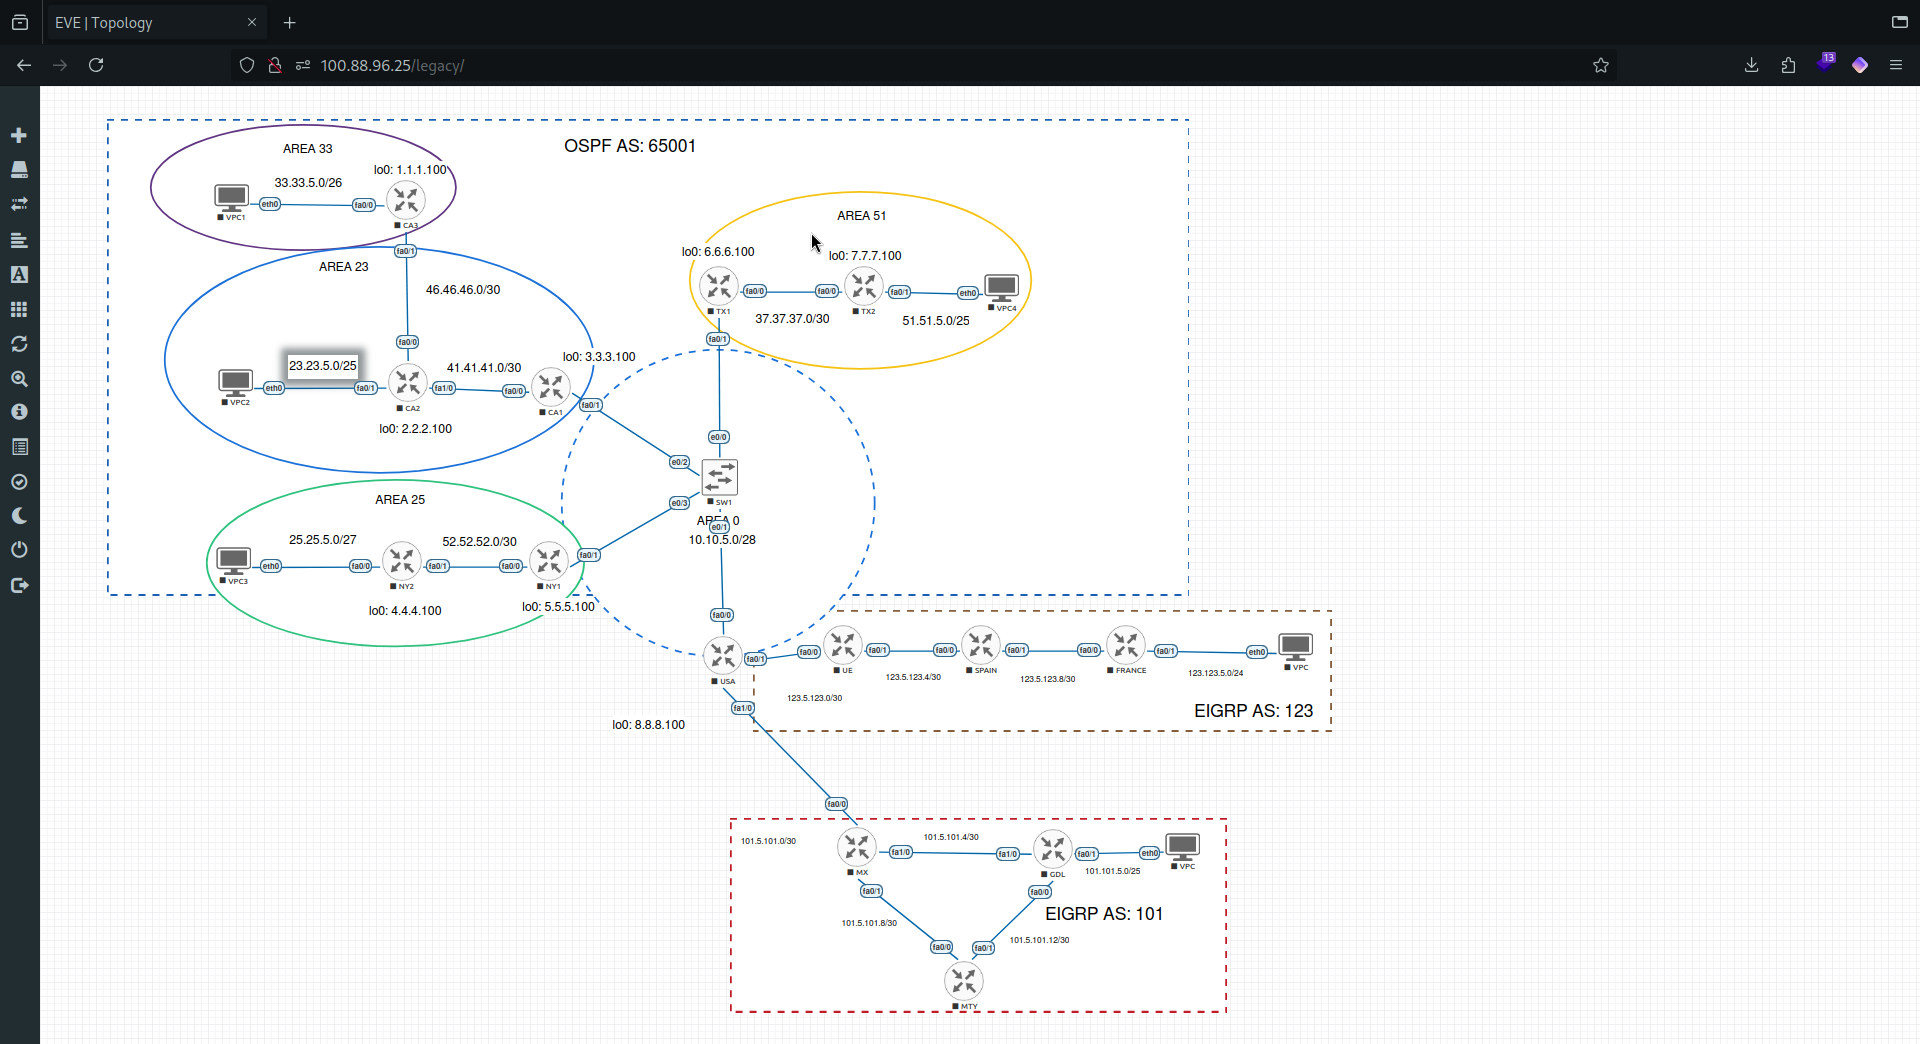 EVE | Topology
100.88.96.25/legacy/
13
OSPF AS: 65001
AREA 33
lo0: 1.1.1.100
33.33.5.0/26
eth0
fa0/0
VPC1
CA3
fa0/1
AREA 23
46.46.46.0/30
fa0/0
lo0: 3.3.3.100
23.23.5.0/25
41.41.41.0/30
eth0
fa0/1
fa1/0
fa0/0
VPC2
CA2
CA1
fa0/1
lo0: 2.2.2.100
AREA 51
lo0: 6.6.6.100
lo0: 7.7.7.100
fa0/0
fa0/0
fa0/1
eth0
TX1
TX2
VPC4
37.37.37.0/30
51.51.5.0/25
fa0/1
e0/0
e0/2
e0/3
SW1
AREA 0
e0/1
10.10.5.0/28
AREA 25
25.25.5.0/27
52.52.52.0/30
fa0/1
eth0
fa0/0
fa0/1
fa0/0
VPC3
NY2
NY1
lo0: 4.4.4.100
lo0: 5.5.5.100
fa0/0
USA
fa0/1
fa0/0
fa0/1
fa0/0
fa0/1
fa0/0
fa0/1
eth0
UE
SPAIN
FRANCE
VPC
123.5.123.4/30
123.5.123.8/30
123.123.5.0/24
123.5.123.0/30
fa1/0
EIGRP AS: 123
lo0: 8.8.8.100
fa0/0
101.5.101.0/30
101.5.101.4/30
fa1/0
fa1/0
fa0/1
eth0
MX
GDL
VPC
101.101.5.0/25
fa0/1
fa0/0
EIGRP AS: 101
101.5.101.8/30
101.5.101.12/30
fa0/0
fa0/1
MTY